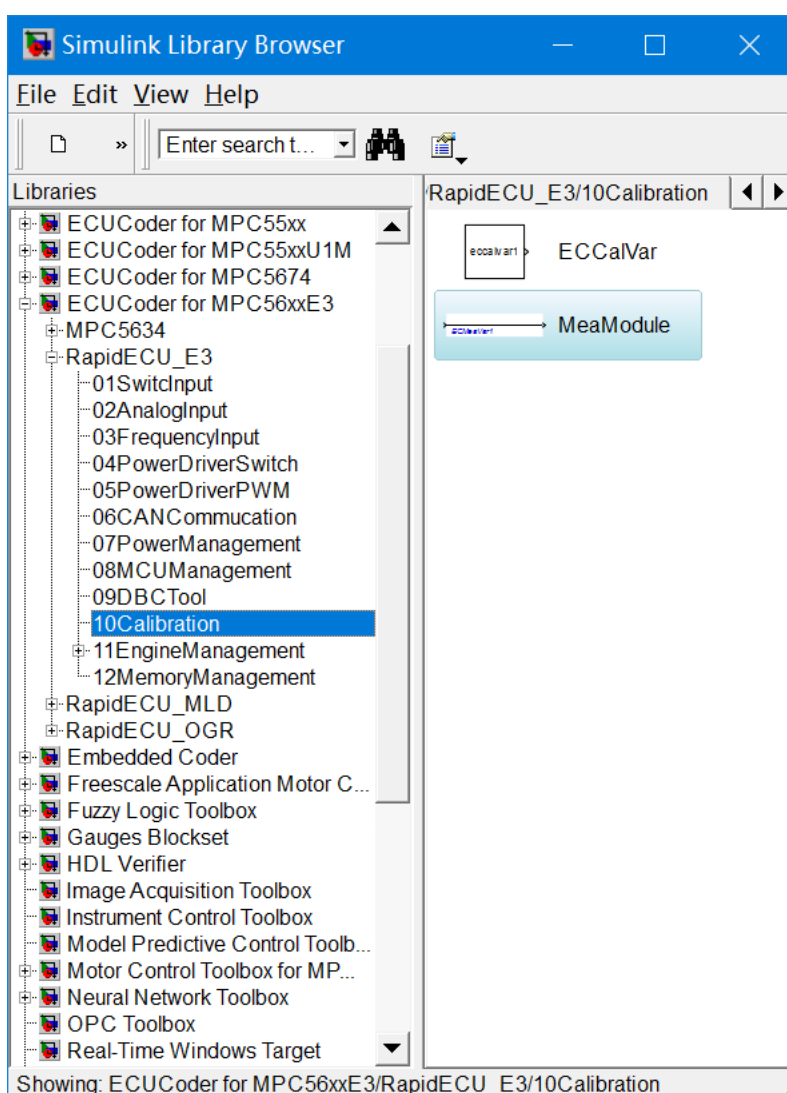 Simulink Library Browser
File Edit View Help
» Enter search t...
Libraries
/RapidECU_E3/10Calibration
ECUCoder for MPC55xx
ECUCoder for MPC55xxU1M
ECUCoder for MPC5674
ECUCoder for MPC56xxE3
MPC5634
RapidECU_E3
01SwitcInput
02AnalogInput
03FrequencyInput
04PowerDriverSwitch
05PowerDriverPWM
06CANCommucation
07PowerManagement
08MCUManagement
09DBCTool
10Calibration
11EngineManagement
12MemoryManagement
RapidECU_MLD
RapidECU_OGR
Embedded Coder
Freescale Application Motor C...
Fuzzy Logic Toolbox
Gauges Blockset
HDL Verifier
Image Acquisition Toolbox
Instrument Control Toolbox
Model Predictive Control Toolb...
Motor Control Toolbox for MP...
Neural Network Toolbox
OPC Toolbox
Real-Time Windows Target
eccalvar1 ECCalVar
ECMeaVar1 MeaModule
Showing: ECUCoder for MPC56xxE3/RapidECU_E3/10Calibration